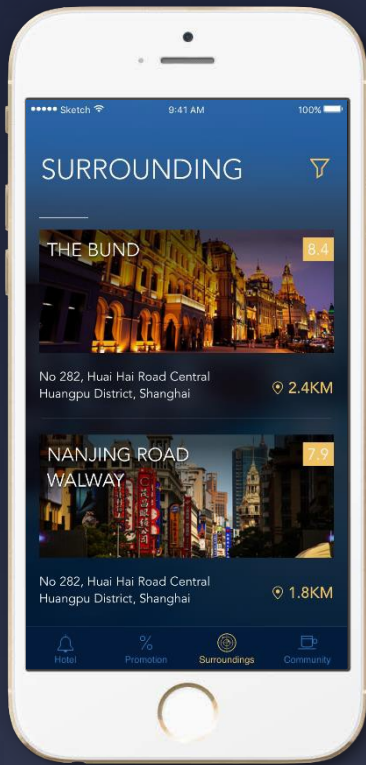 Sketch 9:41 AM 100%
SURROUNDING
THE BUND 8.4
No 282, Huai Hai Road Central
Huangpu District, Shanghai
2.4KM
NANJING ROAD 7.9
WALWAY
No 282, Huai Hai Road Central
Huangpu District, Shanghai
1.8KM
Hotel Promotion Surroundings Community